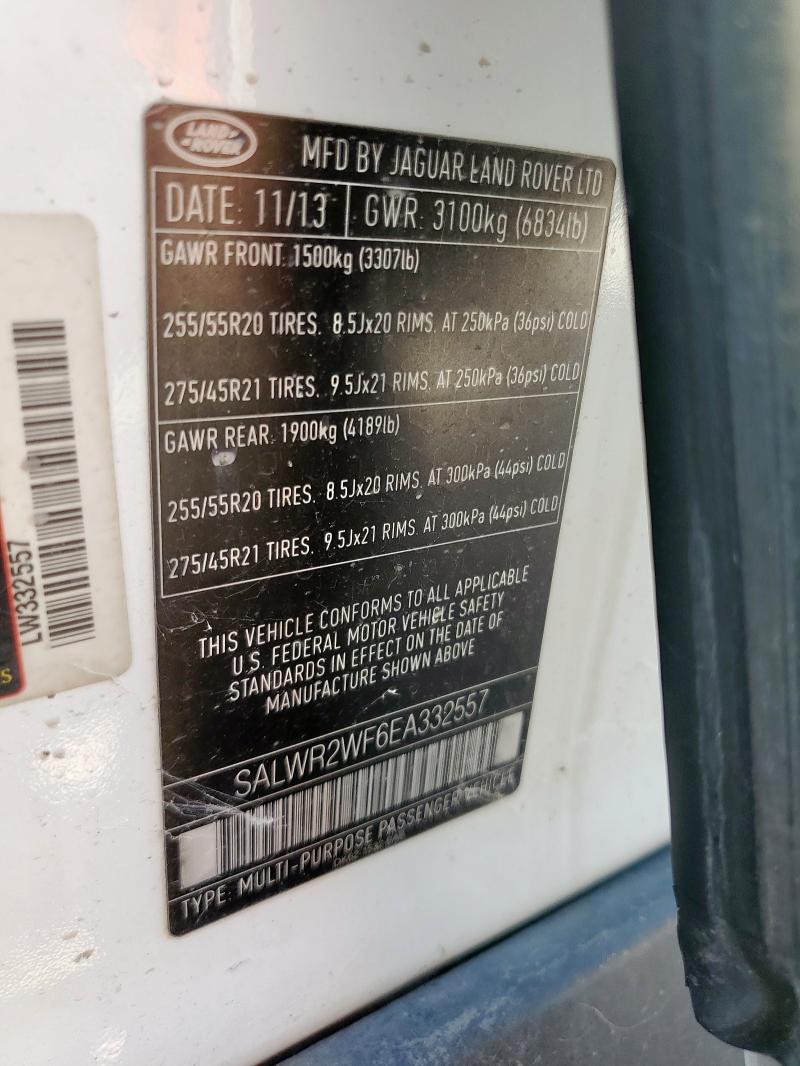 LAND-
-ROVER
MFD BY JAGUAR LAND ROVER LTD
DATE: 11/13 GWR: 3100kg (6834lb)
GAWR FRONT: 1500kg (3307lb)
255/55R20 TIRES, 8.5Jx20 RIMS, AT 250kPa (36psi) COLD
275/45R21 TIRES, 9.5Jx21 RIMS, AT 250kPa (36psi) COLD
GAWR REAR: 1900kg (4189lb)
255/55R20 TIRES, 8.5Jx20 RIMS, AT 300kPa (44psi) COLD
275/45R21 TIRES, 9.5Jx21 RIMS, AT 300kPa (44psi) COLD
THIS VEHICLE CONFORMS TO ALL APPLICABLE
U.S. FEDERAL MOTOR VEHICLE SAFETY
STANDARDS IN EFFECT ON THE DATE OF
MANUFACTURE SHOWN ABOVE
SALWR2WF6EA332557
TYPE: MULTI-PURPOSE PASSENGER VEHICLE
LW332557
S